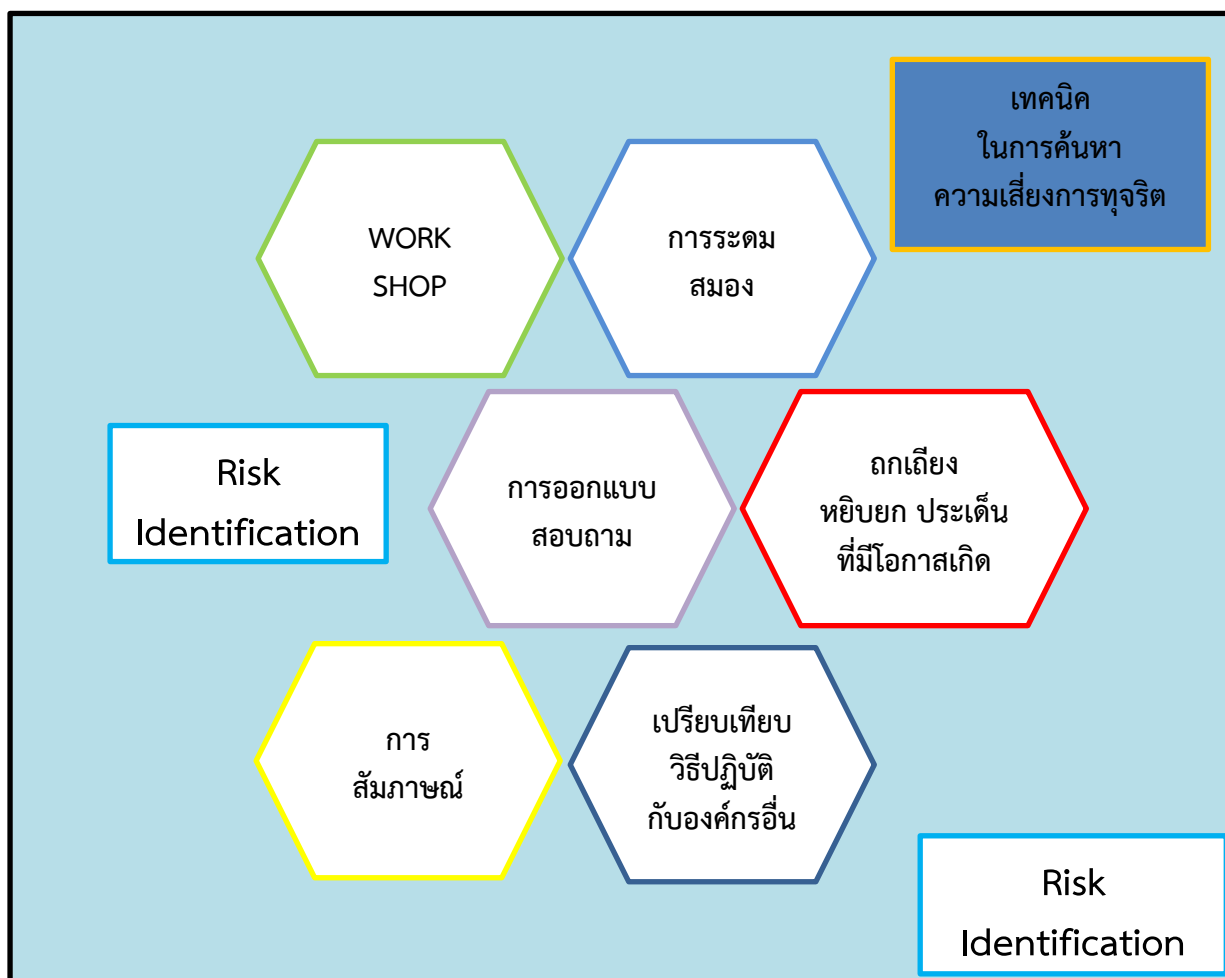 เทคนิค
ในการค้นหา
ความเสี่ยงการทุจริต
WORK
SHOP
การระดม
สมอง
Risk
Identification
การออกแบบ
สอบถาม
ถกเถียง
หยิบยก ประเด็น
ที่มีโอกาสเกิด
การ
สัมภาษณ์
เปรียบเทียบ
วิธีปฏิบัติ
กับองค์กรอื่น
Risk
Identification